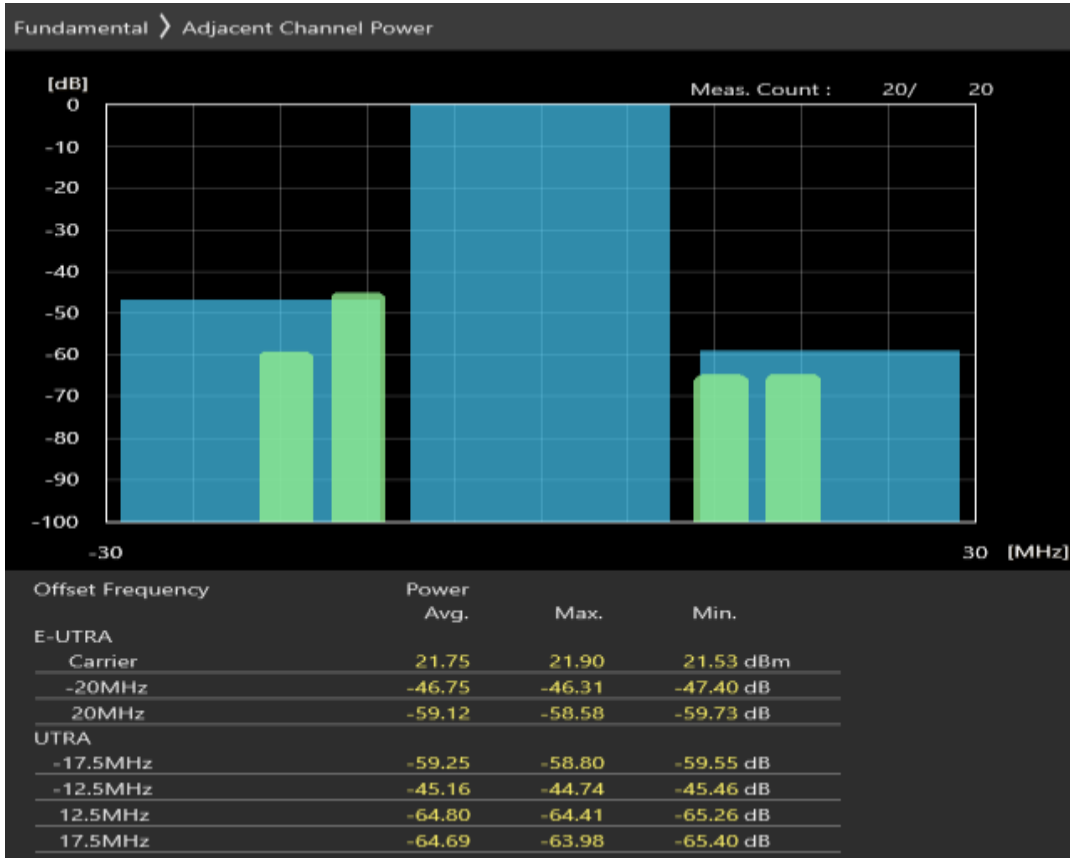 Fundamental 〉 Adjacent Channel Power
[dB]
Meas. Count : 20/ 20
0
-10
-20
-30
-40
-50
-60
-70
-80
-90
-100
-30 30 [MHz]
Offset Frequency Power
Avg. Max. Min.
E-UTRA
Carrier 21.75 21.90 21.53 dBm
-20MHz -46.75 -46.31 -47.40 dB
20MHz -59.12 -58.58 -59.73 dB
UTRA
-17.5MHz -59.25 -58.80 -59.55 dB
-12.5MHz -45.16 -44.74 -45.46 dB
12.5MHz -64.80 -64.41 -65.26 dB
17.5MHz -64.69 -63.98 -65.40 dB